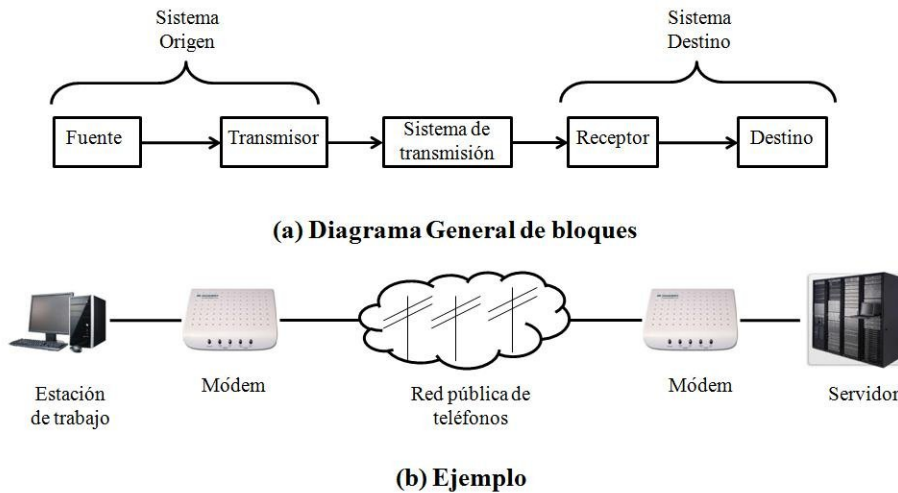 Sistema
Origen
Sistema
Destino
Fuente
Transmisor
Sistema de
transmisión
Receptor
Destino
(a) Diagrama General de bloques
Estación
de trabajo
Módem
Red pública de
teléfonos
Módem
Servidor
(b) Ejemplo